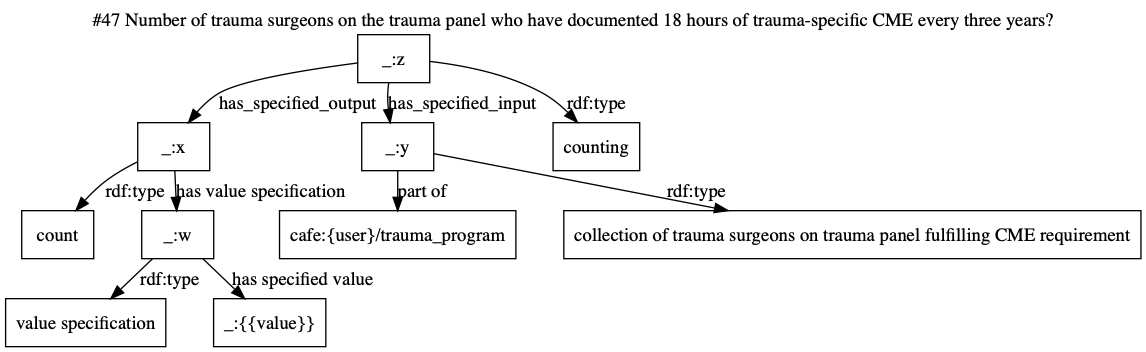 #47 Number of trauma surgeons on the trauma panel who have documented 18 hours of trauma-specific CME every three years?
_:z
has_specified_output
has_specified_input
rdf:type
_:x
_:y
counting
rdf:type
has value specification
part of
rdf:type
count
_:w
cafe:{user}/trauma_program
collection of trauma surgeons on trauma panel fulfilling CME requirement
rdf:type
has specified value
value specification
_:{{value}}